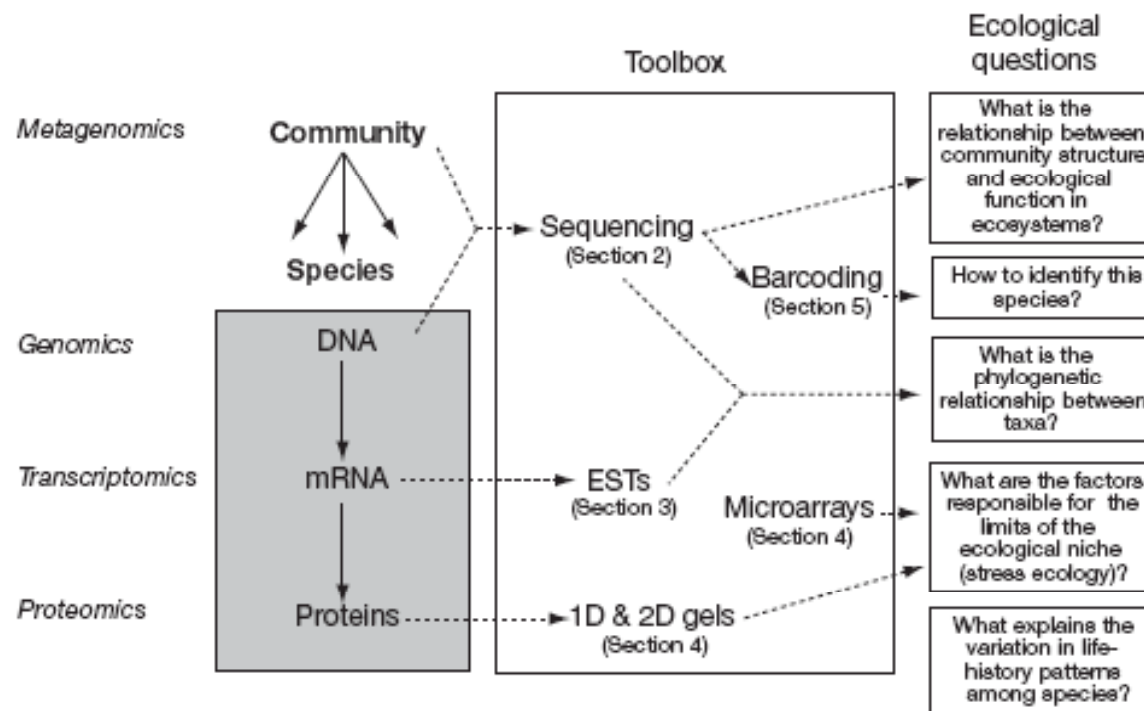 Ecological
questions
Toolbox
Metagenomics
Community
Species
Genomics
DNA
Transcriptomics
mRNA
Proteomics
Proteins
Sequencing
(Section 2)
Barcoding
(Section 5)
ESTs
(Section 3)
Microarrays
(Section 4)
1D & 2D gels
(Section 4)
What is the
relationship between
community structure
and ecological
function in
ecosystems?
How to identify this
species?
What is the
phylogenetic
relationship between
taxa?
What are the factors
responsible for the
limits of the
ecological niche
(stress ecology)?
What explains the
variation in life-
history patterns
among species?